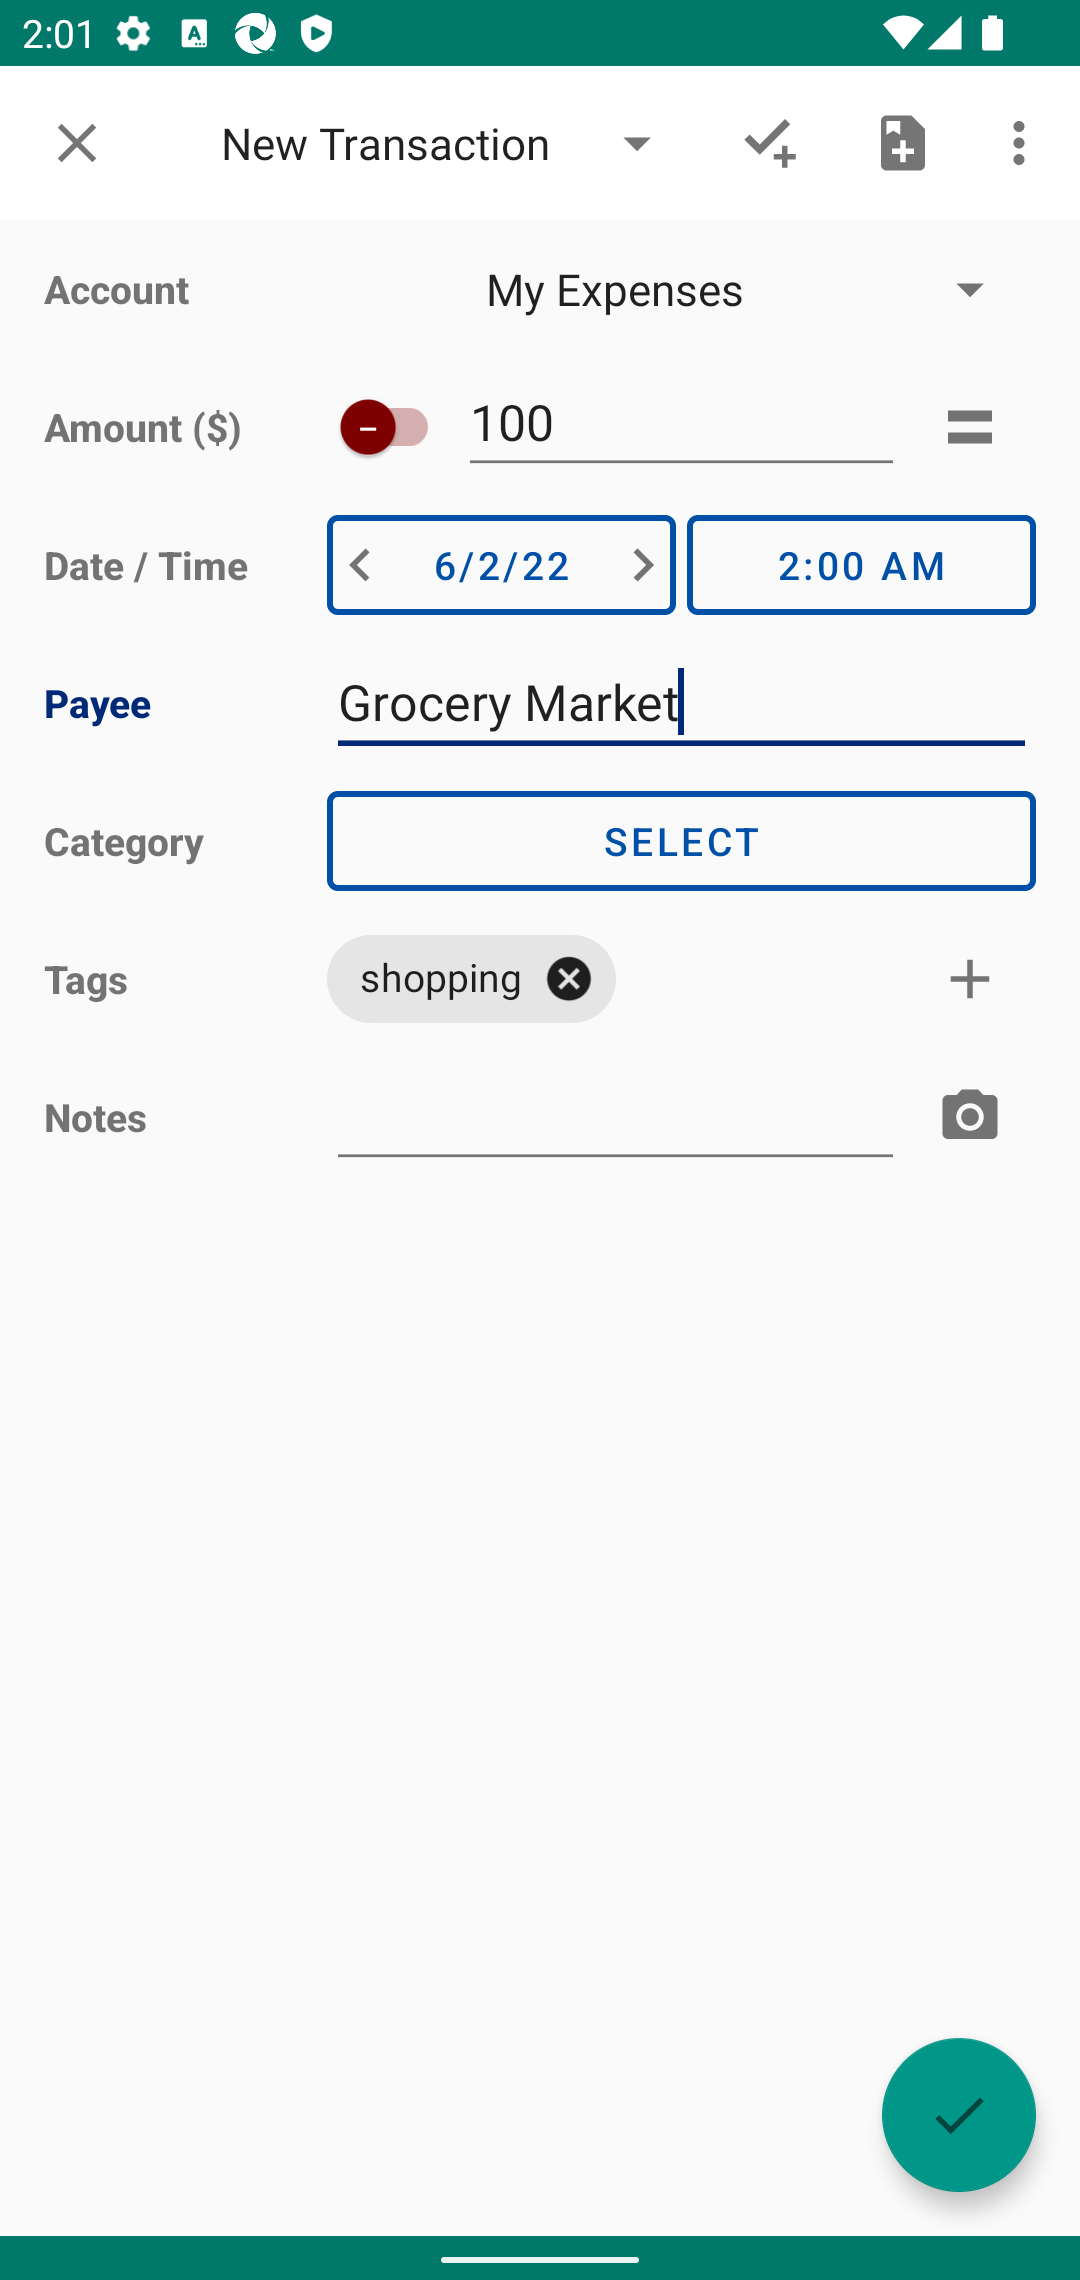 2:01
New Transaction
Account
My Expenses
Amount ($)
100
Date / Time
6/2/22
2:00 AM
Payee
Grocery Market
Category
SELECT
Tags
shopping
Notes